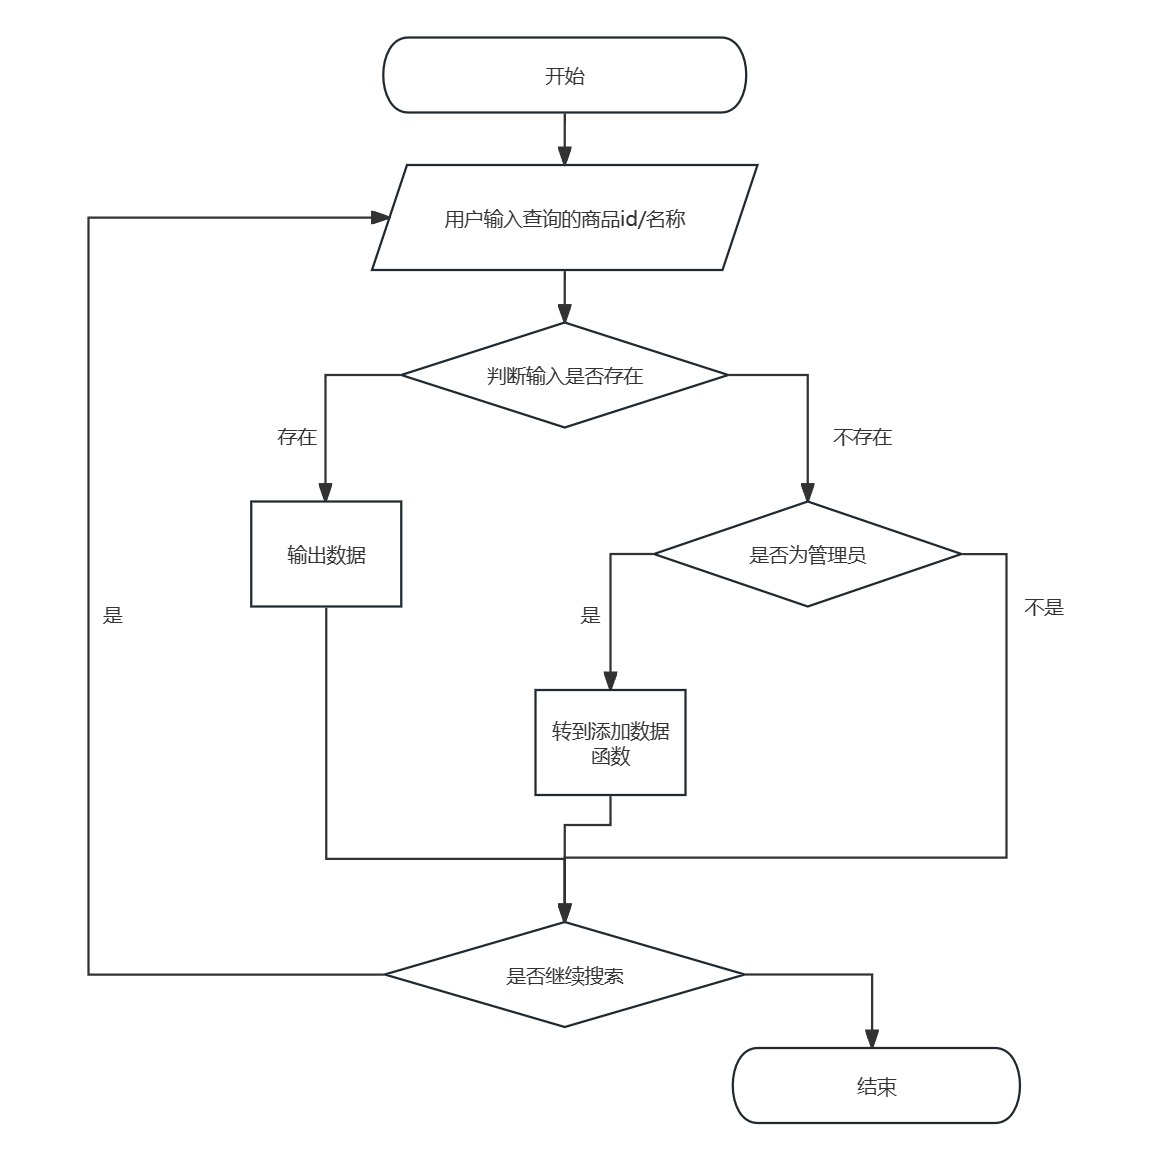 开始
用户输入查询的商品id/名称
判断输入是否存在
存在
不存在
输出数据
是否为管理员
是
是
不是
转到添加数据
函数
是否继续搜索
结束